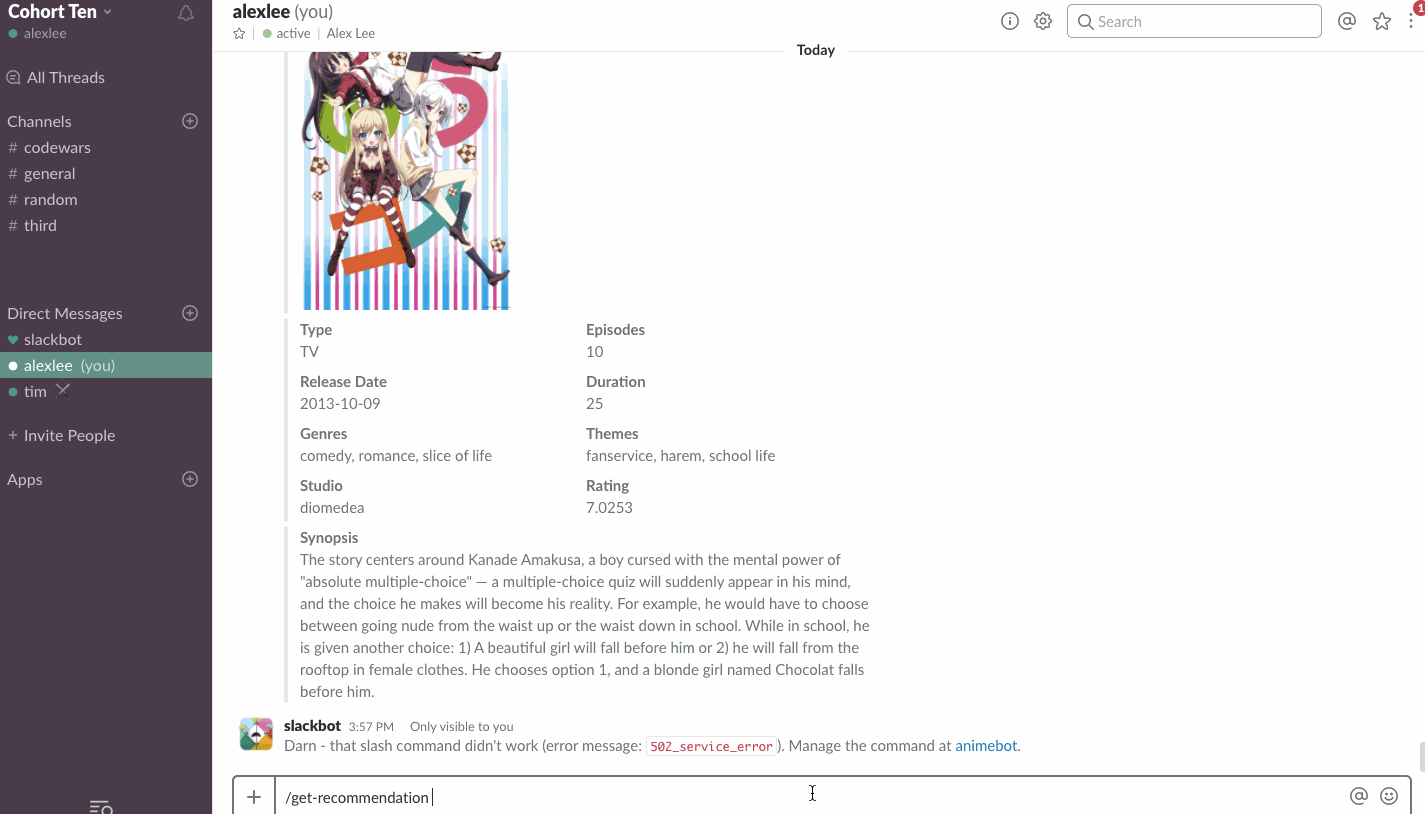 Cohort Ten
alexlee
All Threads
Channels
# codewars
# general
# random
# third
Direct Messages
slackbot
alexlee (you)
tim
+ Invite People
Apps
alexlee (you)
active | Alex Lee
Search
1
Today
Type Episodes
TV 10
Release Date Duration
2013-10-09 25
Genres Themes
comedy, romance, slice of life fanservice, harem, school life
Studio Rating
diomedea 7.0253
Synopsis
The story centers around Kanade Amakusa, a boy cursed with the mental power of
"absolute multiple-choice" — a multiple-choice quiz will suddenly appear in his mind,
and the choice he makes will become his reality. For example, he would have to choose
between going nude from the waist up or the waist down in school. While in school, he
is given another choice: 1) A beautiful girl will fall before him or 2) he will fall from the
rooftop in female clothes. He chooses option 1, and a blonde girl named Chocolat falls
before him.
slackbot 3:57 PM Only visible to you
Darn - that slash command didn't work (error message: 502_service_error). Manage the command at animebot.
/get-recommendation